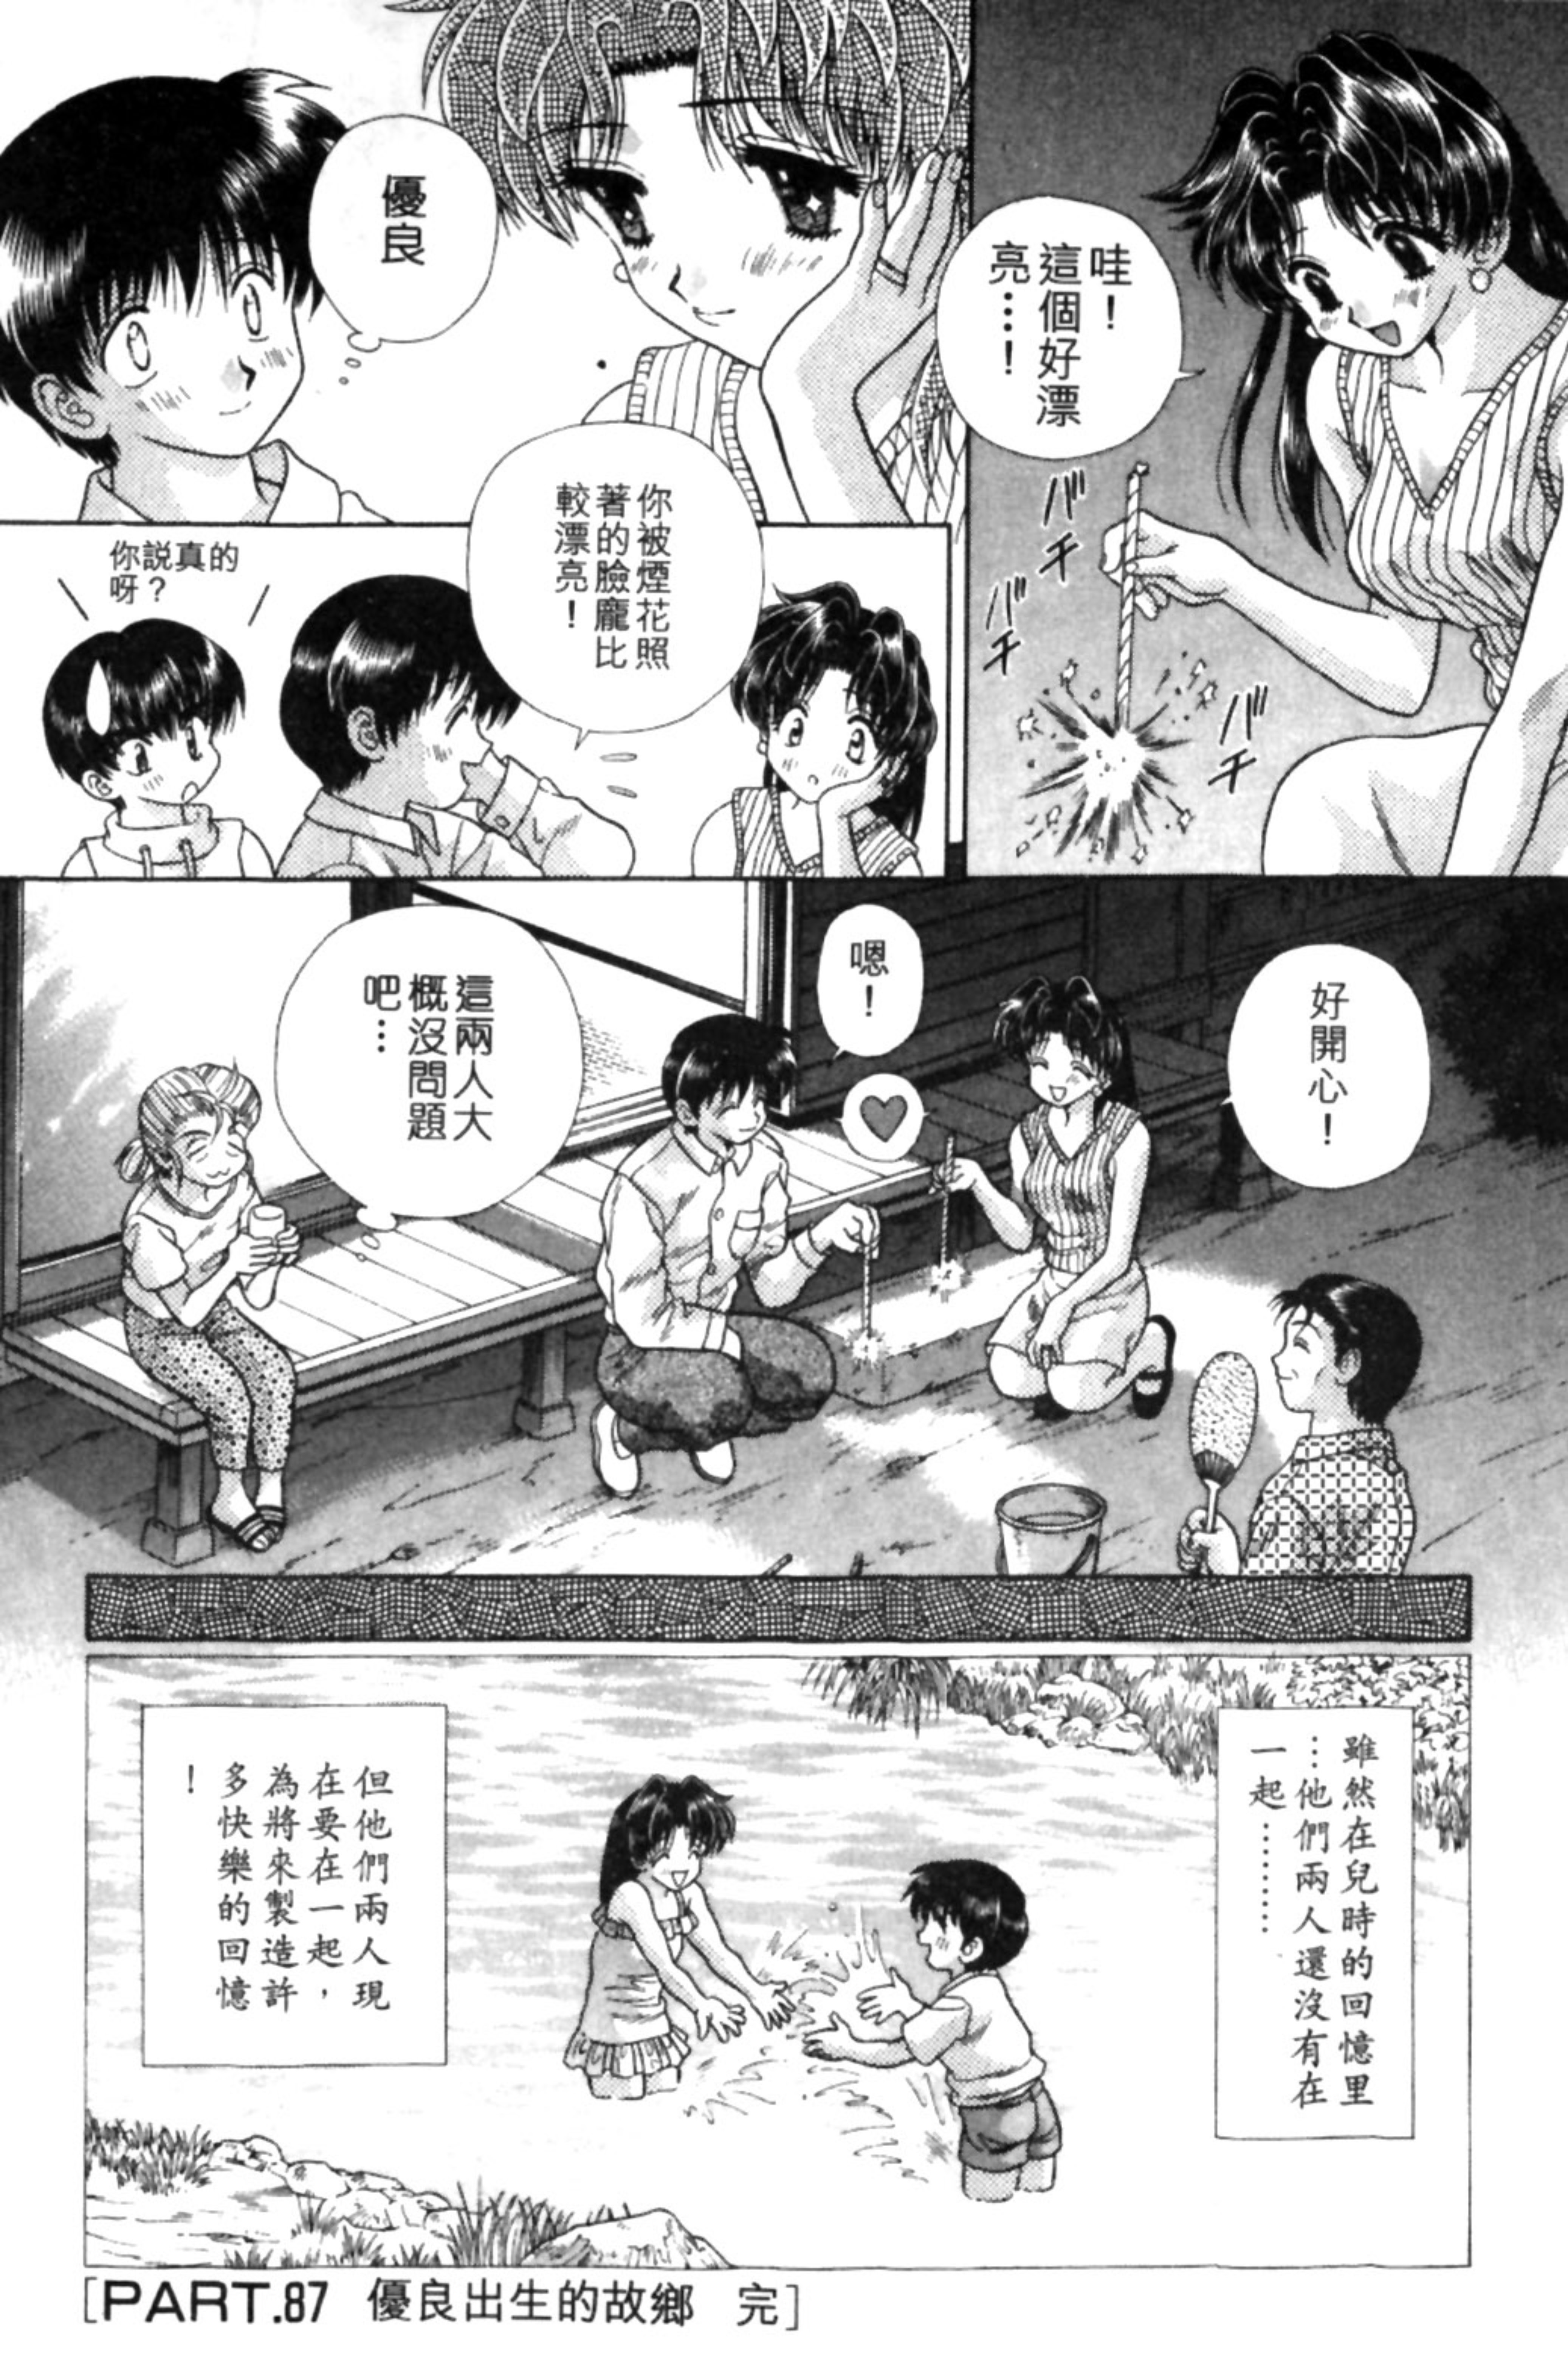 哇！
這個好漂
亮…！
バ
チ
バ
チ
バ
チ
優良
你被煙花照
著的臉龐比
較漂亮！
你説真的
呀？
好開心！
嗯！
這兩人大
概沒問題
吧…
雖然在兒時的回憶里
…他們兩人還沒有在
一起………
但他們兩人現
在要在一起，
為將來製造許
多快樂的回憶
！
［PART.87 優良出生的故鄉 完］